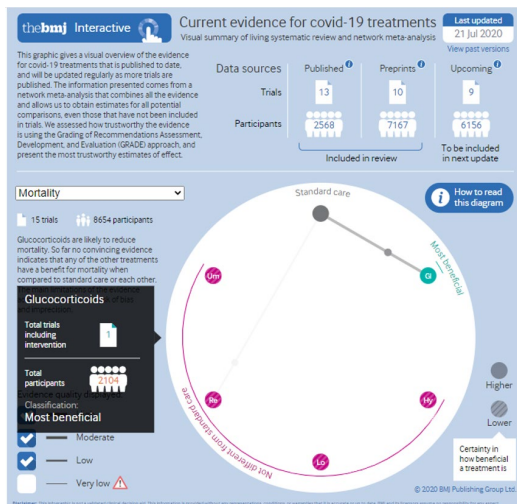 thebmj Interactive
Current evidence for covid-19 treatments
Visual summary of living systematic review and network meta-analysis
Last updated
21 Jul 2020
View past versions
This graphic gives a visual overview of the evidence
for covid-19 treatments that is published to date,
and will be updated regularly as more trials are
published. The information presented comes from a
network meta-analysis that combines all the evidence
and allows us to obtain estimates for all potential
comparisons, even those that have not been included
in trials. We assessed how trustworthy the evidence
is using the Grading of Recommendations Assessment,
Development, and Evaluation (GRADE) approach, and
present the most trustworthy estimates of effect.
Data sources Published Preprints Upcoming
Trials 13 10 9
Participants 2568 7167 6156
Included in review
To be included
in next update
Mortality
15 trials 8654 participants
Glucocorticoids are likely to reduce
mortality. So far no convincing evidence
indicates that any of the other treatments
have a benefit for mortality when
compared to standard care or each other.
Glucocorticoids
Total trials
including
intervention
1
Total
participants
2104
Classification:
Most beneficial
Moderate
Low
Very low
Standard care
Most beneficial
Gl
Hy
Lo
Re
Um
Not different from standard care
i How to read
this diagram
Higher
Lower
Certainty in
how beneficial
a treatment is
© 2020 BMJ Publishing Group Ltd.